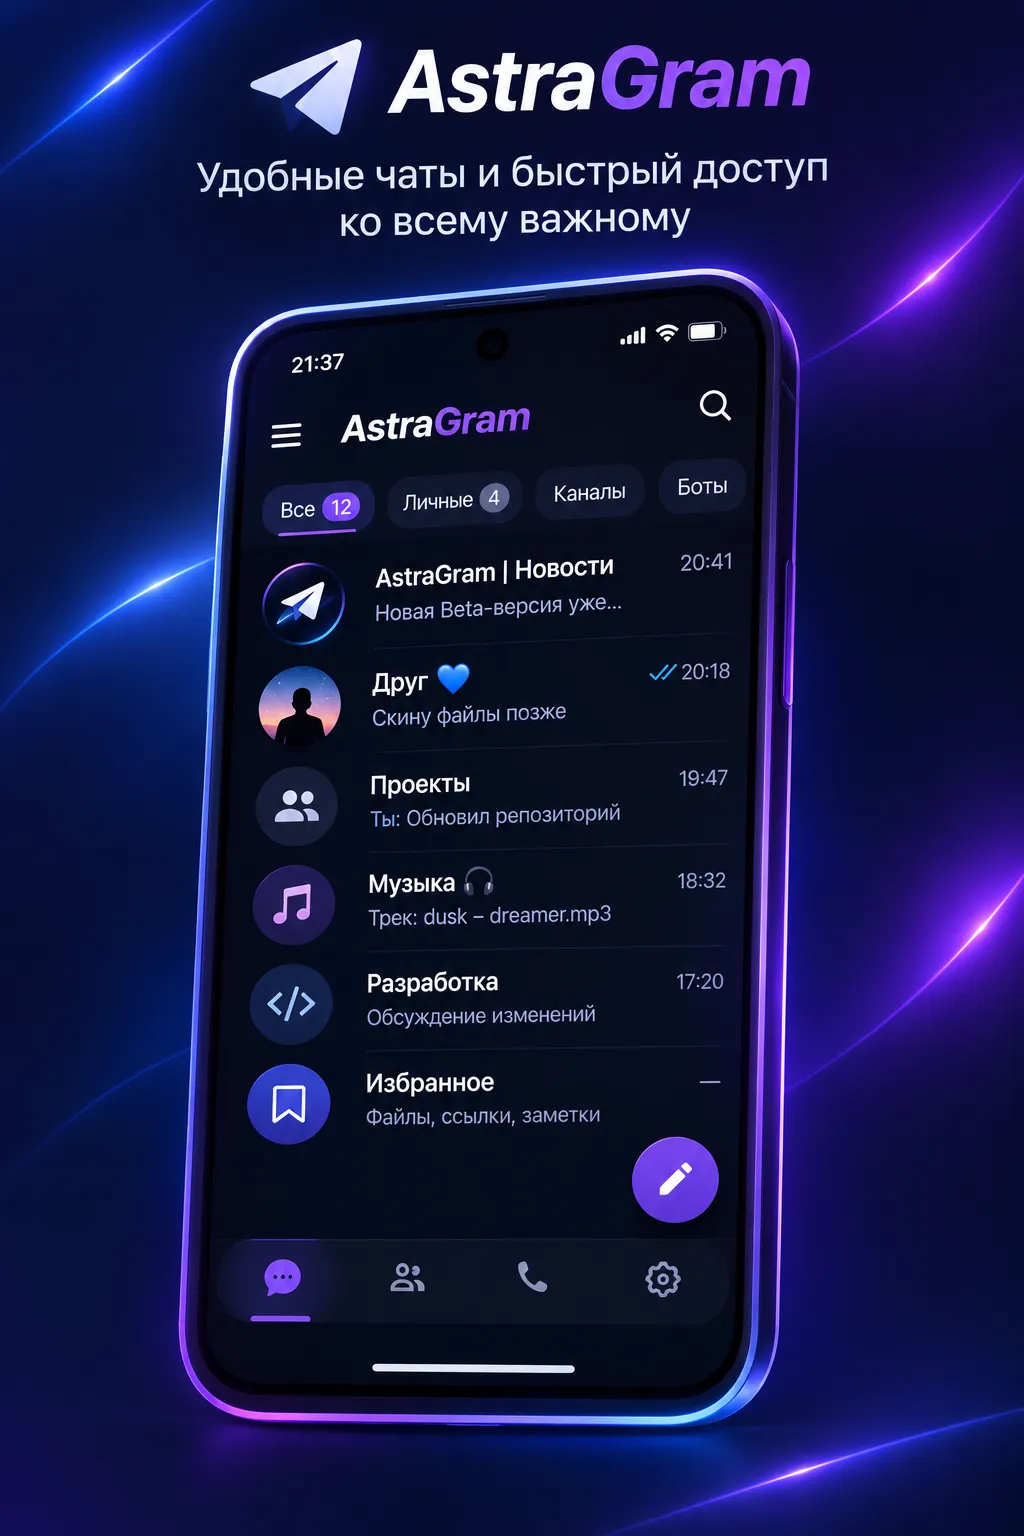 AstraGram
Удобные чаты и быстрый доступ
ко всему важному
21:37
AstraGram
Все 12 Личные 4 Каналы Боты
AstraGram | Новости 20:41
Новая Beta-версия уже...
Друг 💙 20:18
Скину файлы позже
Проекты 19:47
Ты: Обновил репозиторий
Музыка 🎧 18:32
Трек: dusk – dreamer.mp3
Разработка 17:20
Обсуждение изменений
Избранное —
Файлы, ссылки, заметки